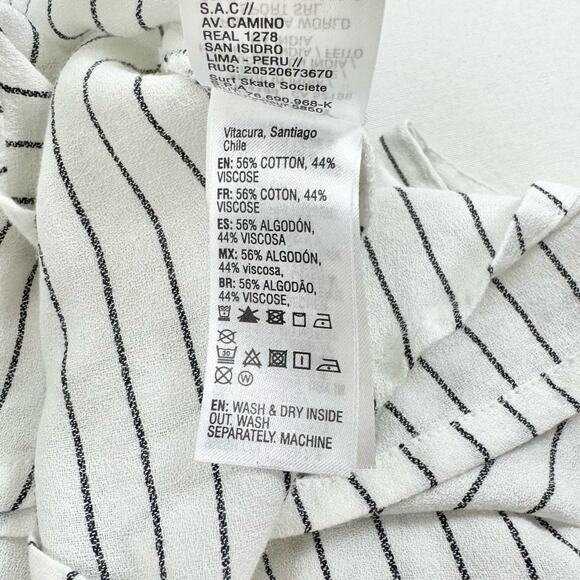 S.A.C //
AV. CAMINO
REAL 1278
SAN ISIDRO
LIMA - PERU //
RUC: 20520673670
Surf Skate Societe
Vitacura, Santiago
Chile
EN: 56% COTTON, 44%
VISCOSE
FR: 56% COTON, 44%
VISCOSE
ES: 56% ALGODÓN,
44% VISCOSA
MX: 56% ALGODÓN,
44% viscosa,
BR: 56% ALGODÃO,
44% VISCOSE,
30
W
EN: WASH & DRY INSIDE
OUT. WASH
SEPARATELY. MACHINE